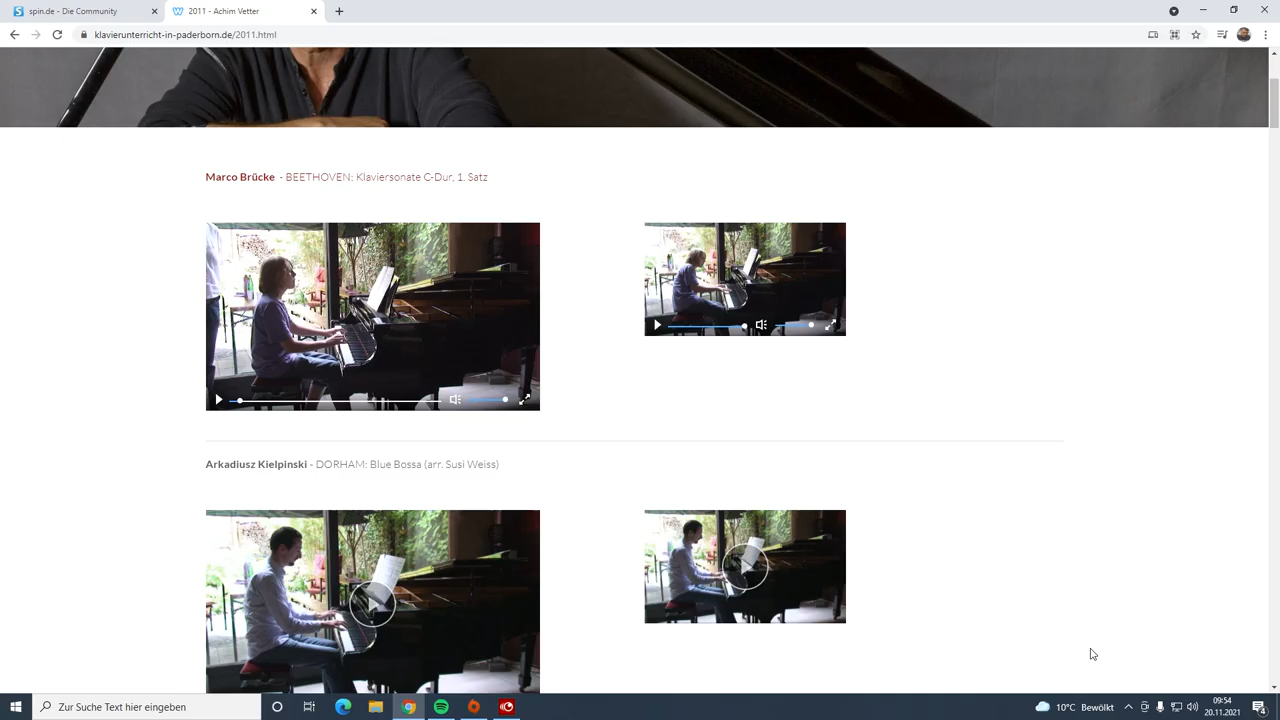 spin.de - Die Community
2011 - Achim Vetter
klavierunterricht-in-paderborn.de/2011.html
Marco Brücke - BEETHOVEN: Klaviersonate C-Dur, 1. Satz
Arkadiusz Kielpinski - DORHAM: Blue Bossa (arr. Susi Weiss)
Zur Suche Text hier eingeben
10°C Bewölkt
09:54
20.11.2021
4